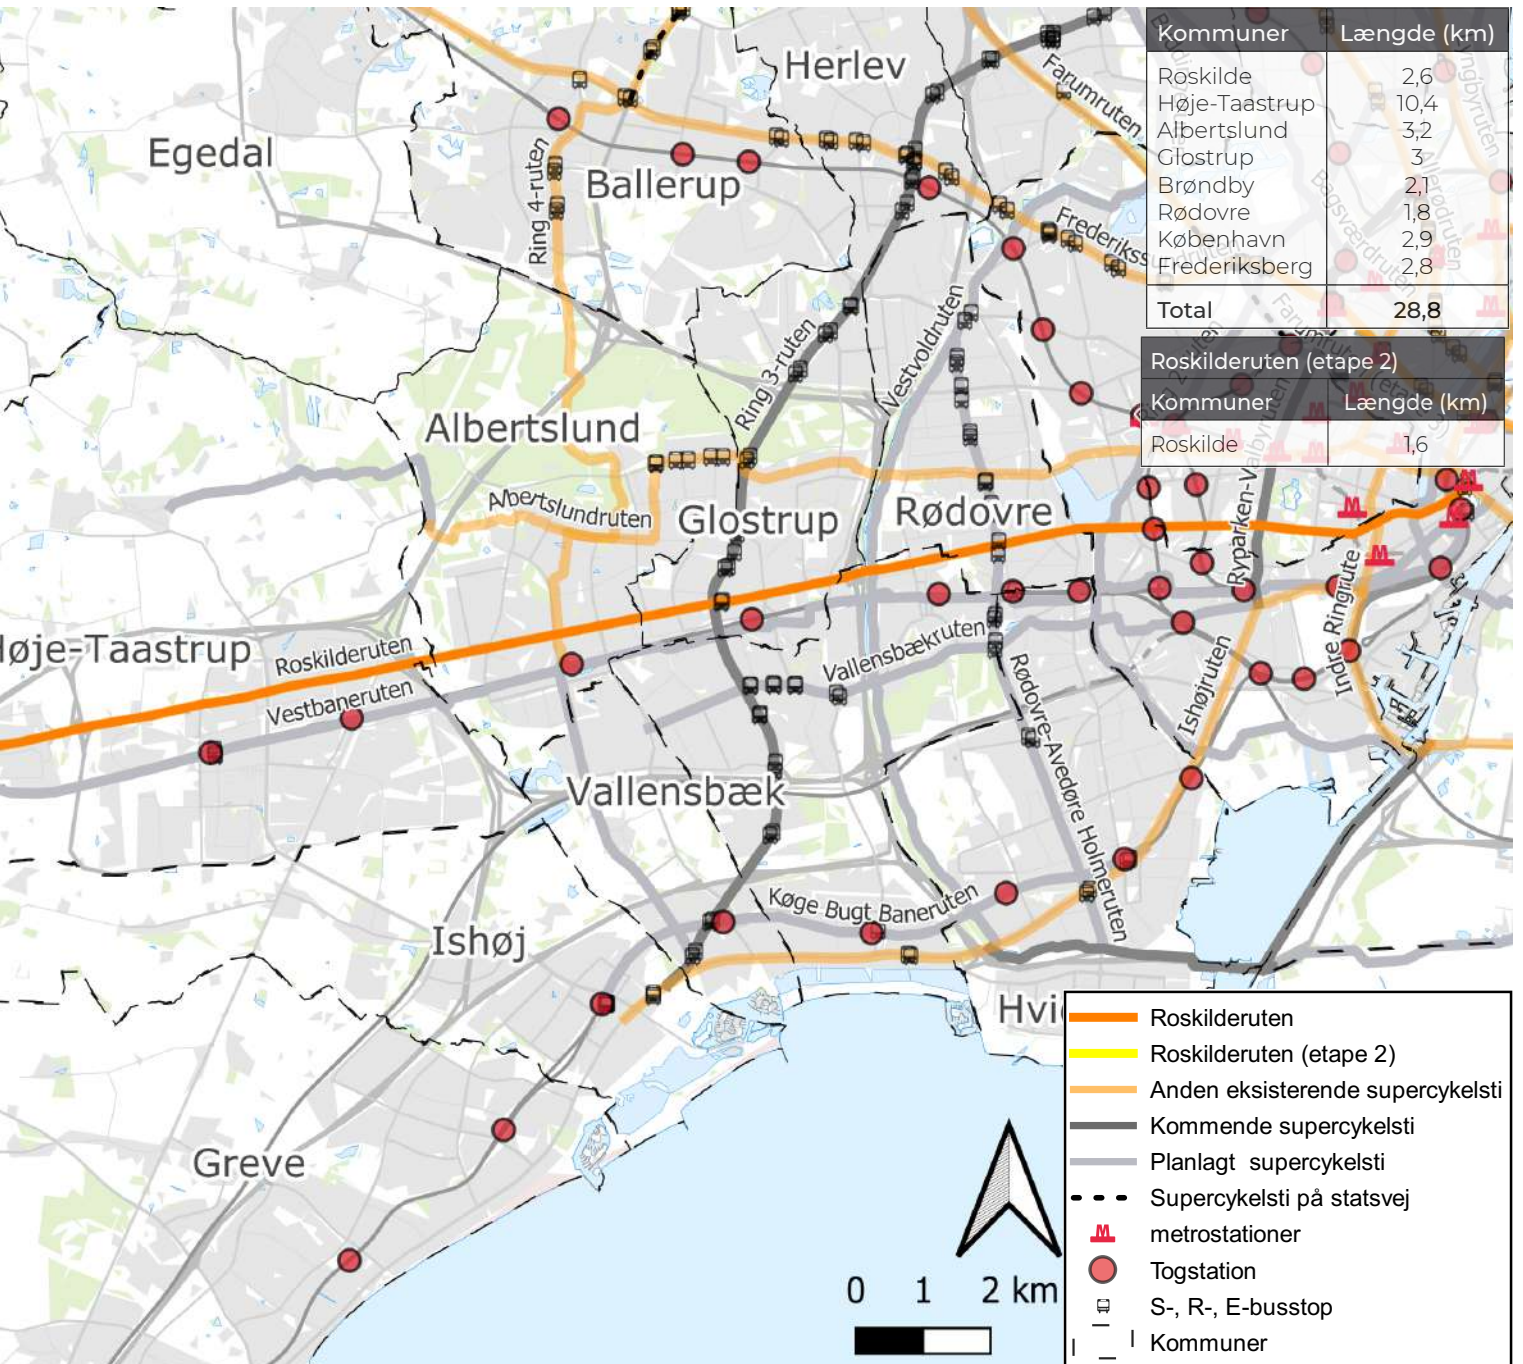 Kommuner Længde (km)
Roskilde 2,6
Høje-Taastrup 10,4
Albertslund 3,2
Glostrup 3
Brøndby 2,1
Rødovre 1,8
København 2,9
Frederiksberg 2,8
Total 28,8
Roskilderuten (etape 2)
Kommuner Længde (km)
Roskilde 1,6
Herlev
Farumruten
Egedal
Ballerup
Ring 4-ruten
Ring 3-ruten
Vestvoldruten
Albertslund
Albertslundruten
Glostrup
Rødovre
Ryparken-Valbyruten
Indre Ringrute
Høje-Taastrup
Roskilderuten
Vestbaneruten
Vallensbækruten
Ishøjruten
Rødovre-Avedøre Holmeruten
Vallensbæk
Køge Bugt Baneruten
Ishøj
Greve
0 1 2 km
Roskilderuten
Roskilderuten (etape 2)
Anden eksisterende supercykelsti
Kommende supercykelsti
Planlagt supercykelsti
Supercykelsti på statsvej
M metrostationer
Togstation
S-, R-, E-busstop
Kommuner